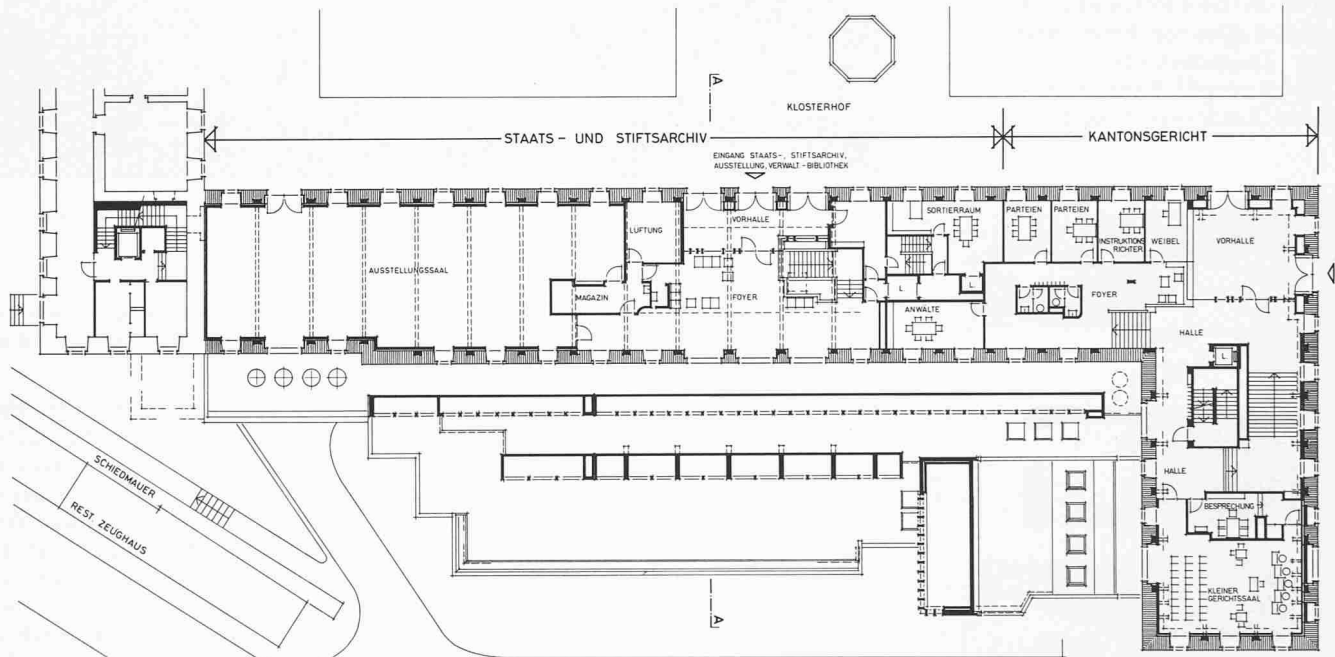 A
KLOSTERHOF
STAATS - UND STIFTSARCHIV
KANTONSGERICHT
EINGANG STAATS-, STIFTSARCHIV,
AUSSTELLUNG, VERWALT.-BIBLIOTHEK
VORHALLE
LÜFTUNG
SORTIERRAUM
PARTEIEN
PARTEIEN
INSTRUKTIONS
RICHTER
WEIBEL
VORHALLE
AUSSTELLUNGSSAAL
MAGAZIN
FOYER
L
L.
ANWÄLTE
FOYER
HALLE
L.
SCHIEDMAUER
REST. ZEUGHAUS
HALLE
BESPRECHUNG
KLEINER
GERICHTSSAAL
A